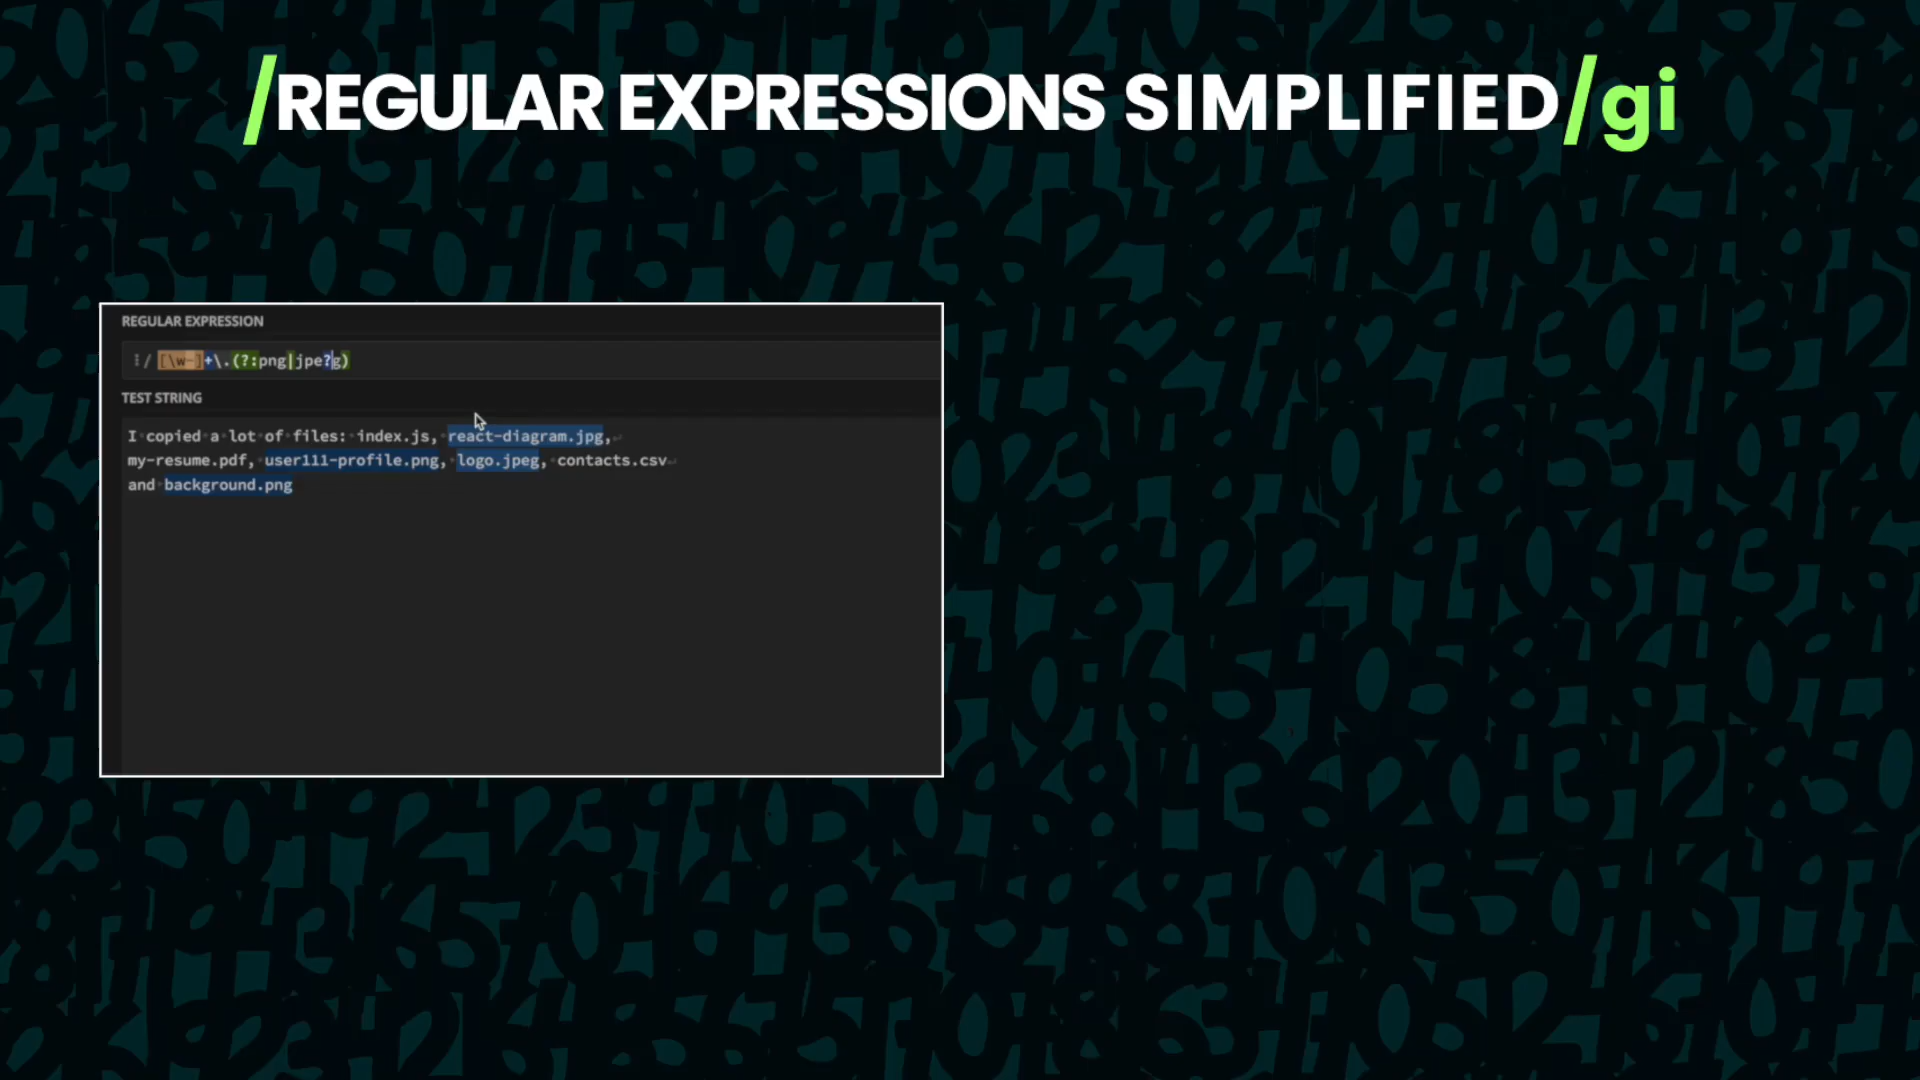 /REGULAR EXPRESSIONS SIMPLIFIED/gi
REGULAR EXPRESSION
/ [\w-]+\.(?:png|jpe?g)
TEST STRING
I copied a lot of files: index.js, react-diagram.jpg,
my-resume.pdf, user111-profile.png, logo.jpeg, contacts.csv
and background.png